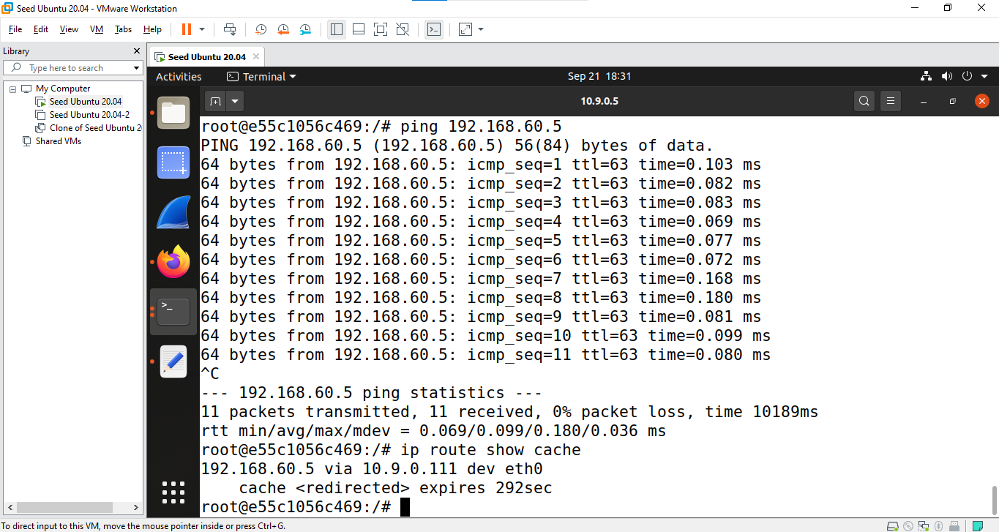 Seed Ubuntu 20.04 - VMware Workstation
File Edit View VM Tabs Help
Library
Type here to search
My Computer
Seed Ubuntu 20.04
Seed Ubuntu 20.04-2
Clone of Seed Ubuntu 2
Shared VMs
Seed Ubuntu 20.04
Activities Terminal Sep 21 18:31
10.9.0.5
root@e55c1056c469:/# ping 192.168.60.5
PING 192.168.60.5 (192.168.60.5) 56(84) bytes of data.
64 bytes from 192.168.60.5: icmp_seq=1 ttl=63 time=0.103 ms
64 bytes from 192.168.60.5: icmp_seq=2 ttl=63 time=0.082 ms
64 bytes from 192.168.60.5: icmp_seq=3 ttl=63 time=0.083 ms
64 bytes from 192.168.60.5: icmp_seq=4 ttl=63 time=0.069 ms
64 bytes from 192.168.60.5: icmp_seq=5 ttl=63 time=0.077 ms
64 bytes from 192.168.60.5: icmp_seq=6 ttl=63 time=0.072 ms
64 bytes from 192.168.60.5: icmp_seq=7 ttl=63 time=0.168 ms
64 bytes from 192.168.60.5: icmp_seq=8 ttl=63 time=0.180 ms
64 bytes from 192.168.60.5: icmp_seq=9 ttl=63 time=0.081 ms
64 bytes from 192.168.60.5: icmp_seq=10 ttl=63 time=0.099 ms
64 bytes from 192.168.60.5: icmp_seq=11 ttl=63 time=0.080 ms
^C
--- 192.168.60.5 ping statistics ---
11 packets transmitted, 11 received, 0% packet loss, time 10189ms
rtt min/avg/max/mdev = 0.069/0.099/0.180/0.036 ms
root@e55c1056c469:/# ip route show cache
192.168.60.5 via 10.9.0.111 dev eth0
    cache <redirected> expires 292sec
root@e55c1056c469:/#
To direct input to this VM, move the mouse pointer inside or press Ctrl+G.